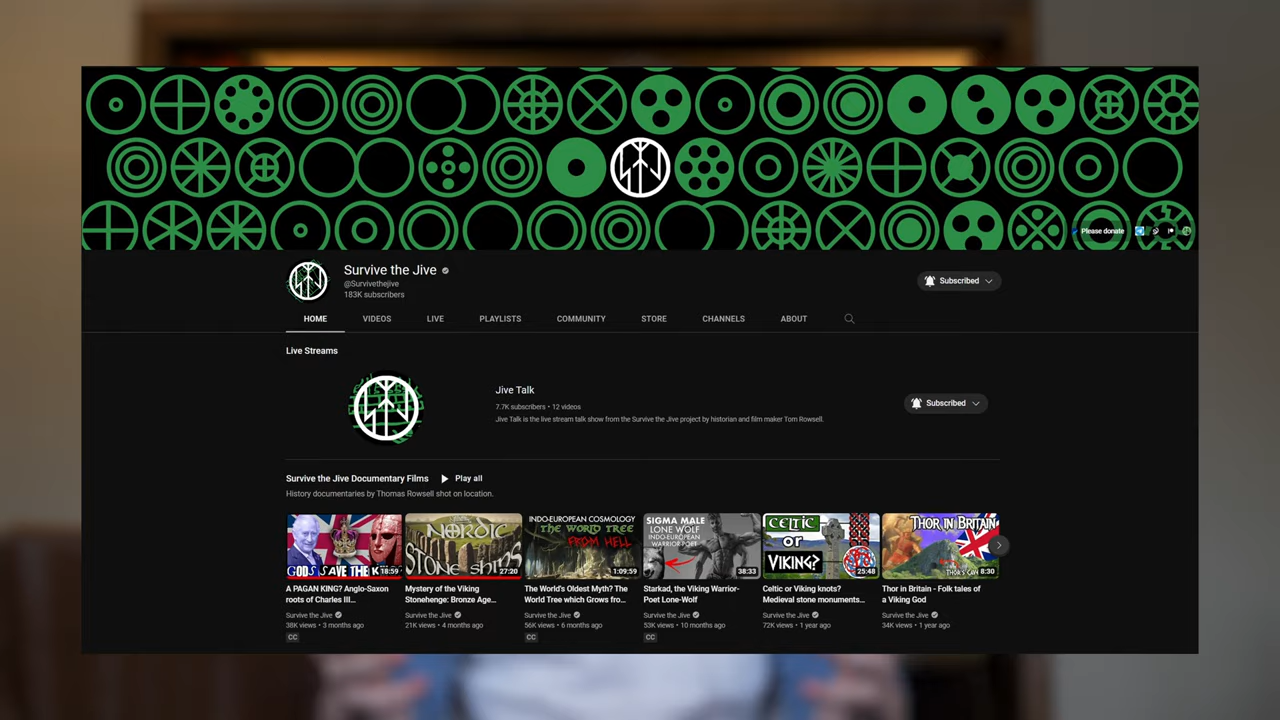 Please donate
Survive the Jive
@Survivethejive
183K subscribers
Subscribed
HOME VIDEOS LIVE PLAYLISTS COMMUNITY STORE CHANNELS ABOUT
Live Streams
Jive Talk
7.7K subscribers • 12 videos
Jive Talk is the live stream talk show from the Survive the Jive project by historian and film maker Tom Rowsell.
Subscribed
Survive the Jive Documentary Films Play all
History documentaries by Thomas Rowsell shot on location.
GODS SAVE THE K
18:59
A PAGAN KING? Anglo-Saxon
roots of Charles III...
Survive the Jive
38K views • 3 months ago
CC
NORDIC
STONE SHIPS
27:20
Mystery of the Viking
Stonehenge: Bronze Age...
Survive the Jive
21K views • 4 months ago
INDO-EUROPEAN COSMOLOGY
THE WORLD TREE
FROM HELL
1:09:59
The World's Oldest Myth? The
World Tree which Grows fro...
Survive the Jive
56K views • 6 months ago
CC
SIGMA MALE
LONE WOLF
INDO-EUROPEAN
WARRIOR POET
38:33
Starkad, the Viking Warrior-
Poet Lone-Wolf
Survive the Jive
53K views • 10 months ago
CC
CELTIC
or
VIKING?
25:48
Celtic or Viking knots?
Medieval stone monuments...
Survive the Jive
72K views • 1 year ago
THOR IN BRITAIN
THOR'S CAVE
8:30
Thor in Britain - Folk tales of
a Viking God
Survive the Jive
34K views • 1 year ago